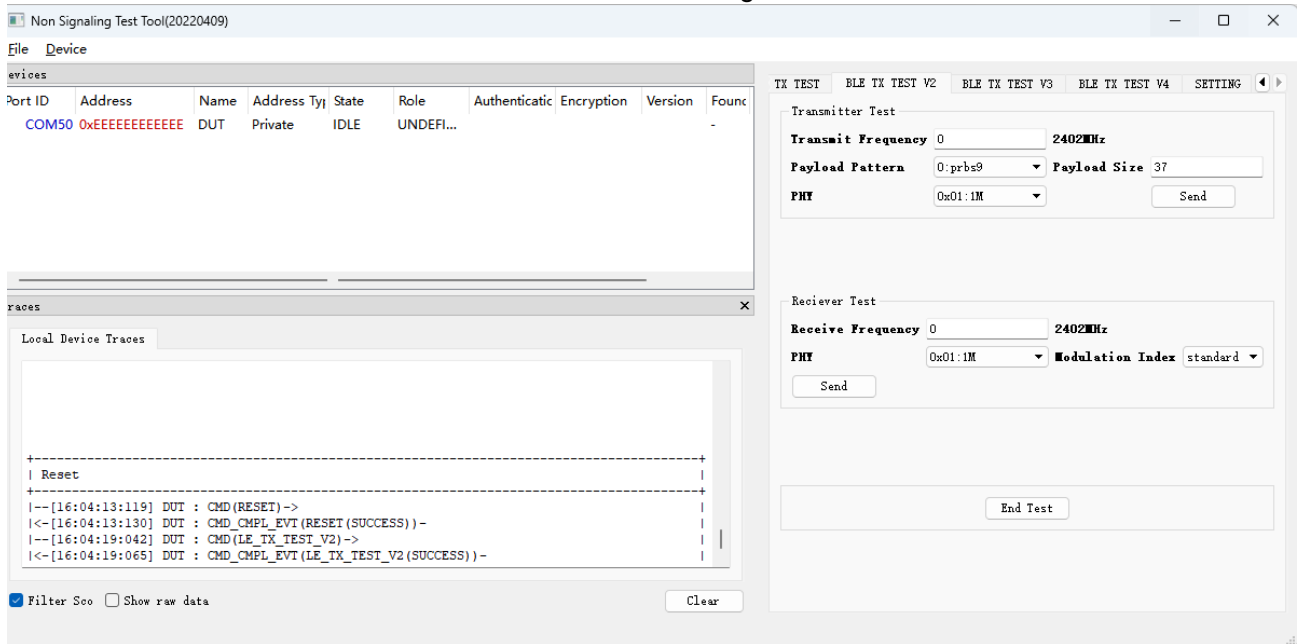 Non Signaling Test Tool(20220409)
File Device
evices
Port ID Address Name Address Typ State Role Authenticatic Encryption Version Found
COM50 0xEEEEEEEEEEEE DUT Private IDLE UNDEFI... -
races
Local Device Traces
| Reset |
|--[16:04:13:119] DUT : CMD(RESET)-> |
|<-[16:04:13:130] DUT : CMD_CMPL_EVT(RESET(SUCCESS))- |
|--[16:04:19:042] DUT : CMD(LE_TX_TEST_V2)-> |
|<-[16:04:19:065] DUT : CMD_CMPL_EVT(LE_TX_TEST_V2(SUCCESS))- |
Filter Sco Show raw data Clear
TX TEST BLE TX TEST V2 BLE TX TEST V3 BLE TX TEST V4 SETTING
Transmitter Test
Transmit Frequency 0 2402MHz
Payload Pattern 0:prbs9 Payload Size 37
PHY 0x01:1M Send
Reciever Test
Receive Frequency 0 2402MHz
PHY 0x01:1M Modulation Index standard
Send
End Test